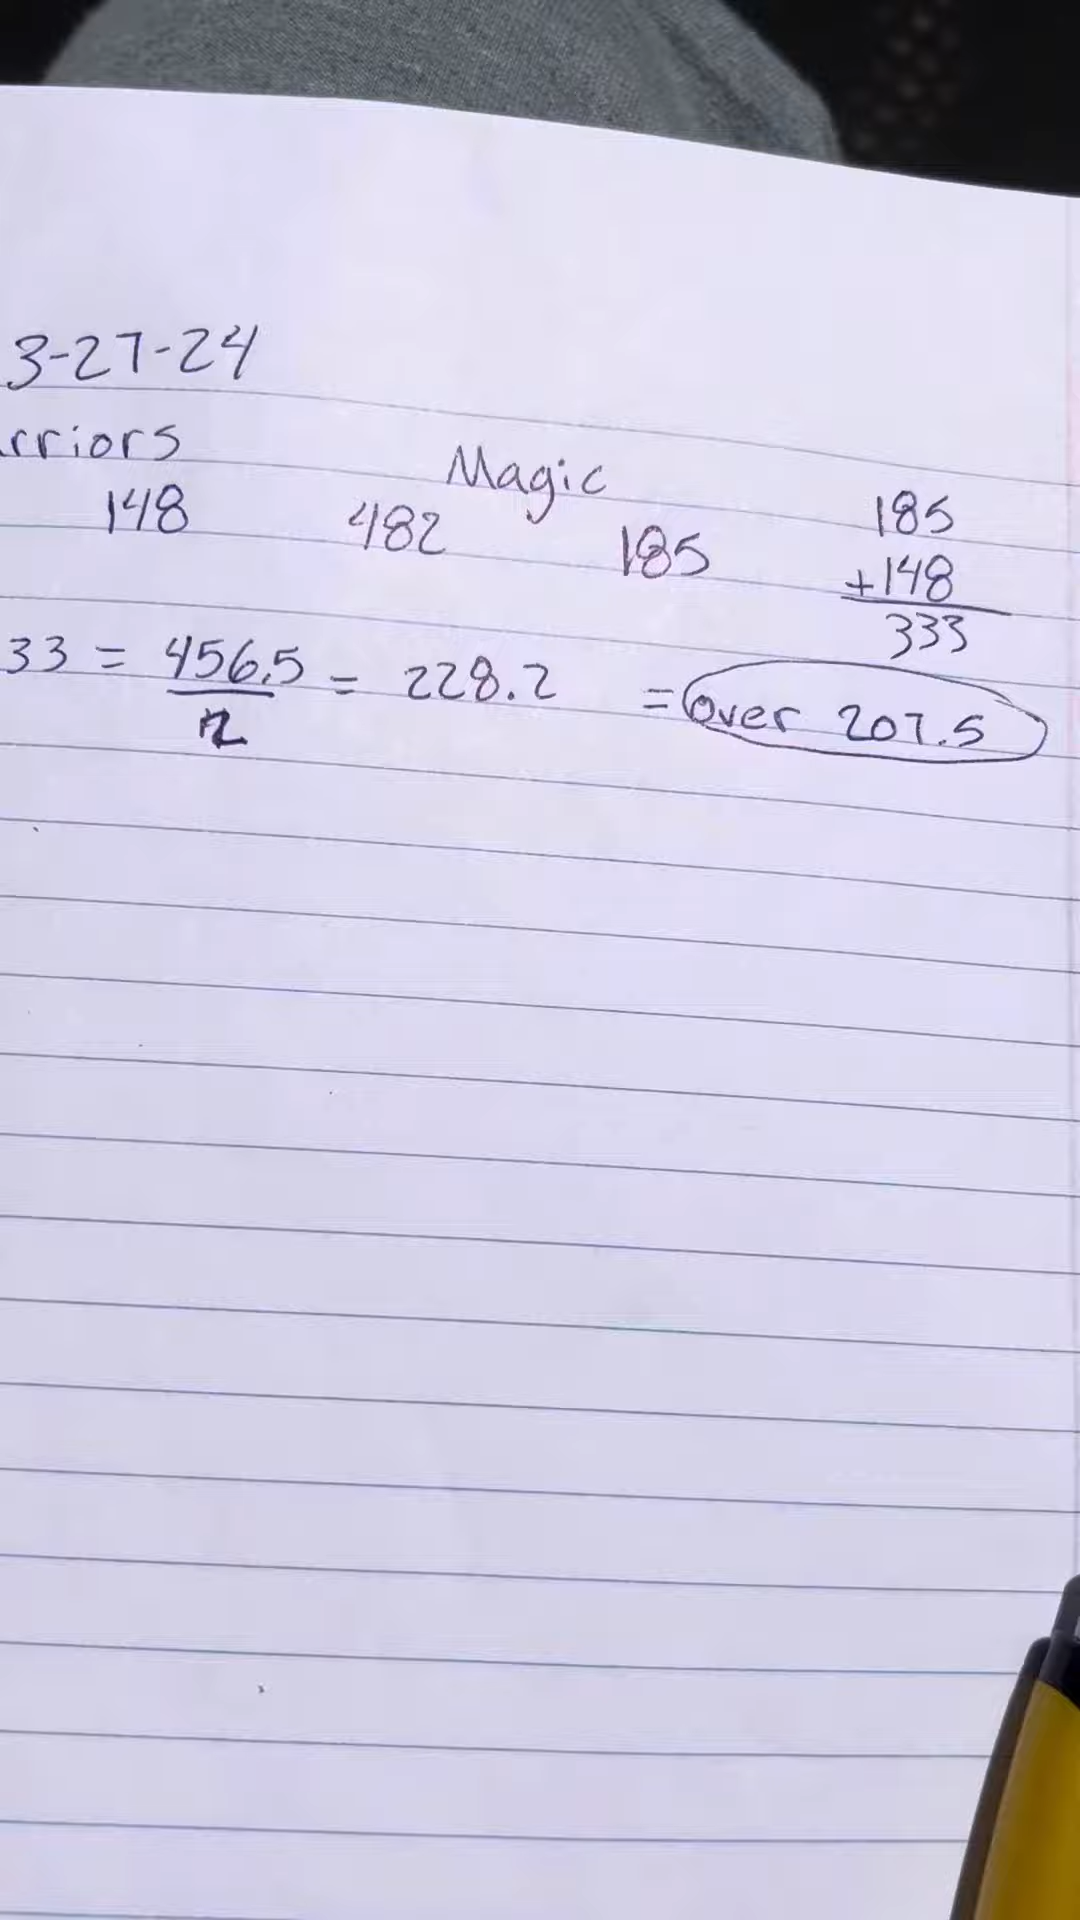 3-27-24
rriors Magic
148 482 185 185
+148
333
33 = 456.5 = 228.2 = over 207.5
2